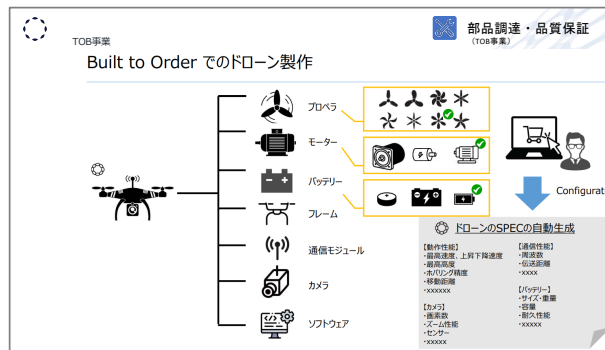 TOB事業
部品調達・品質保証
(TOB事業)
Built to Order でのドローン製作
プロペラ
モーター
バッテリー
フレーム
通信モジュール
カメラ
ソフトウェア
Configurat
ドローンのSPECの自動生成
【動作性能】
・最高速度、上昇下降速度
・最高高度
・ホバリング精度
・移動距離
・xxxxxx
【カメラ】
・画素数
・ズーム性能
・センサー
・xxxxx
【通信性能】
・周波数
・伝送距離
・xxxx
【バッテリー】
・サイズ・重量
・容量
・耐久性能
・xxxxx